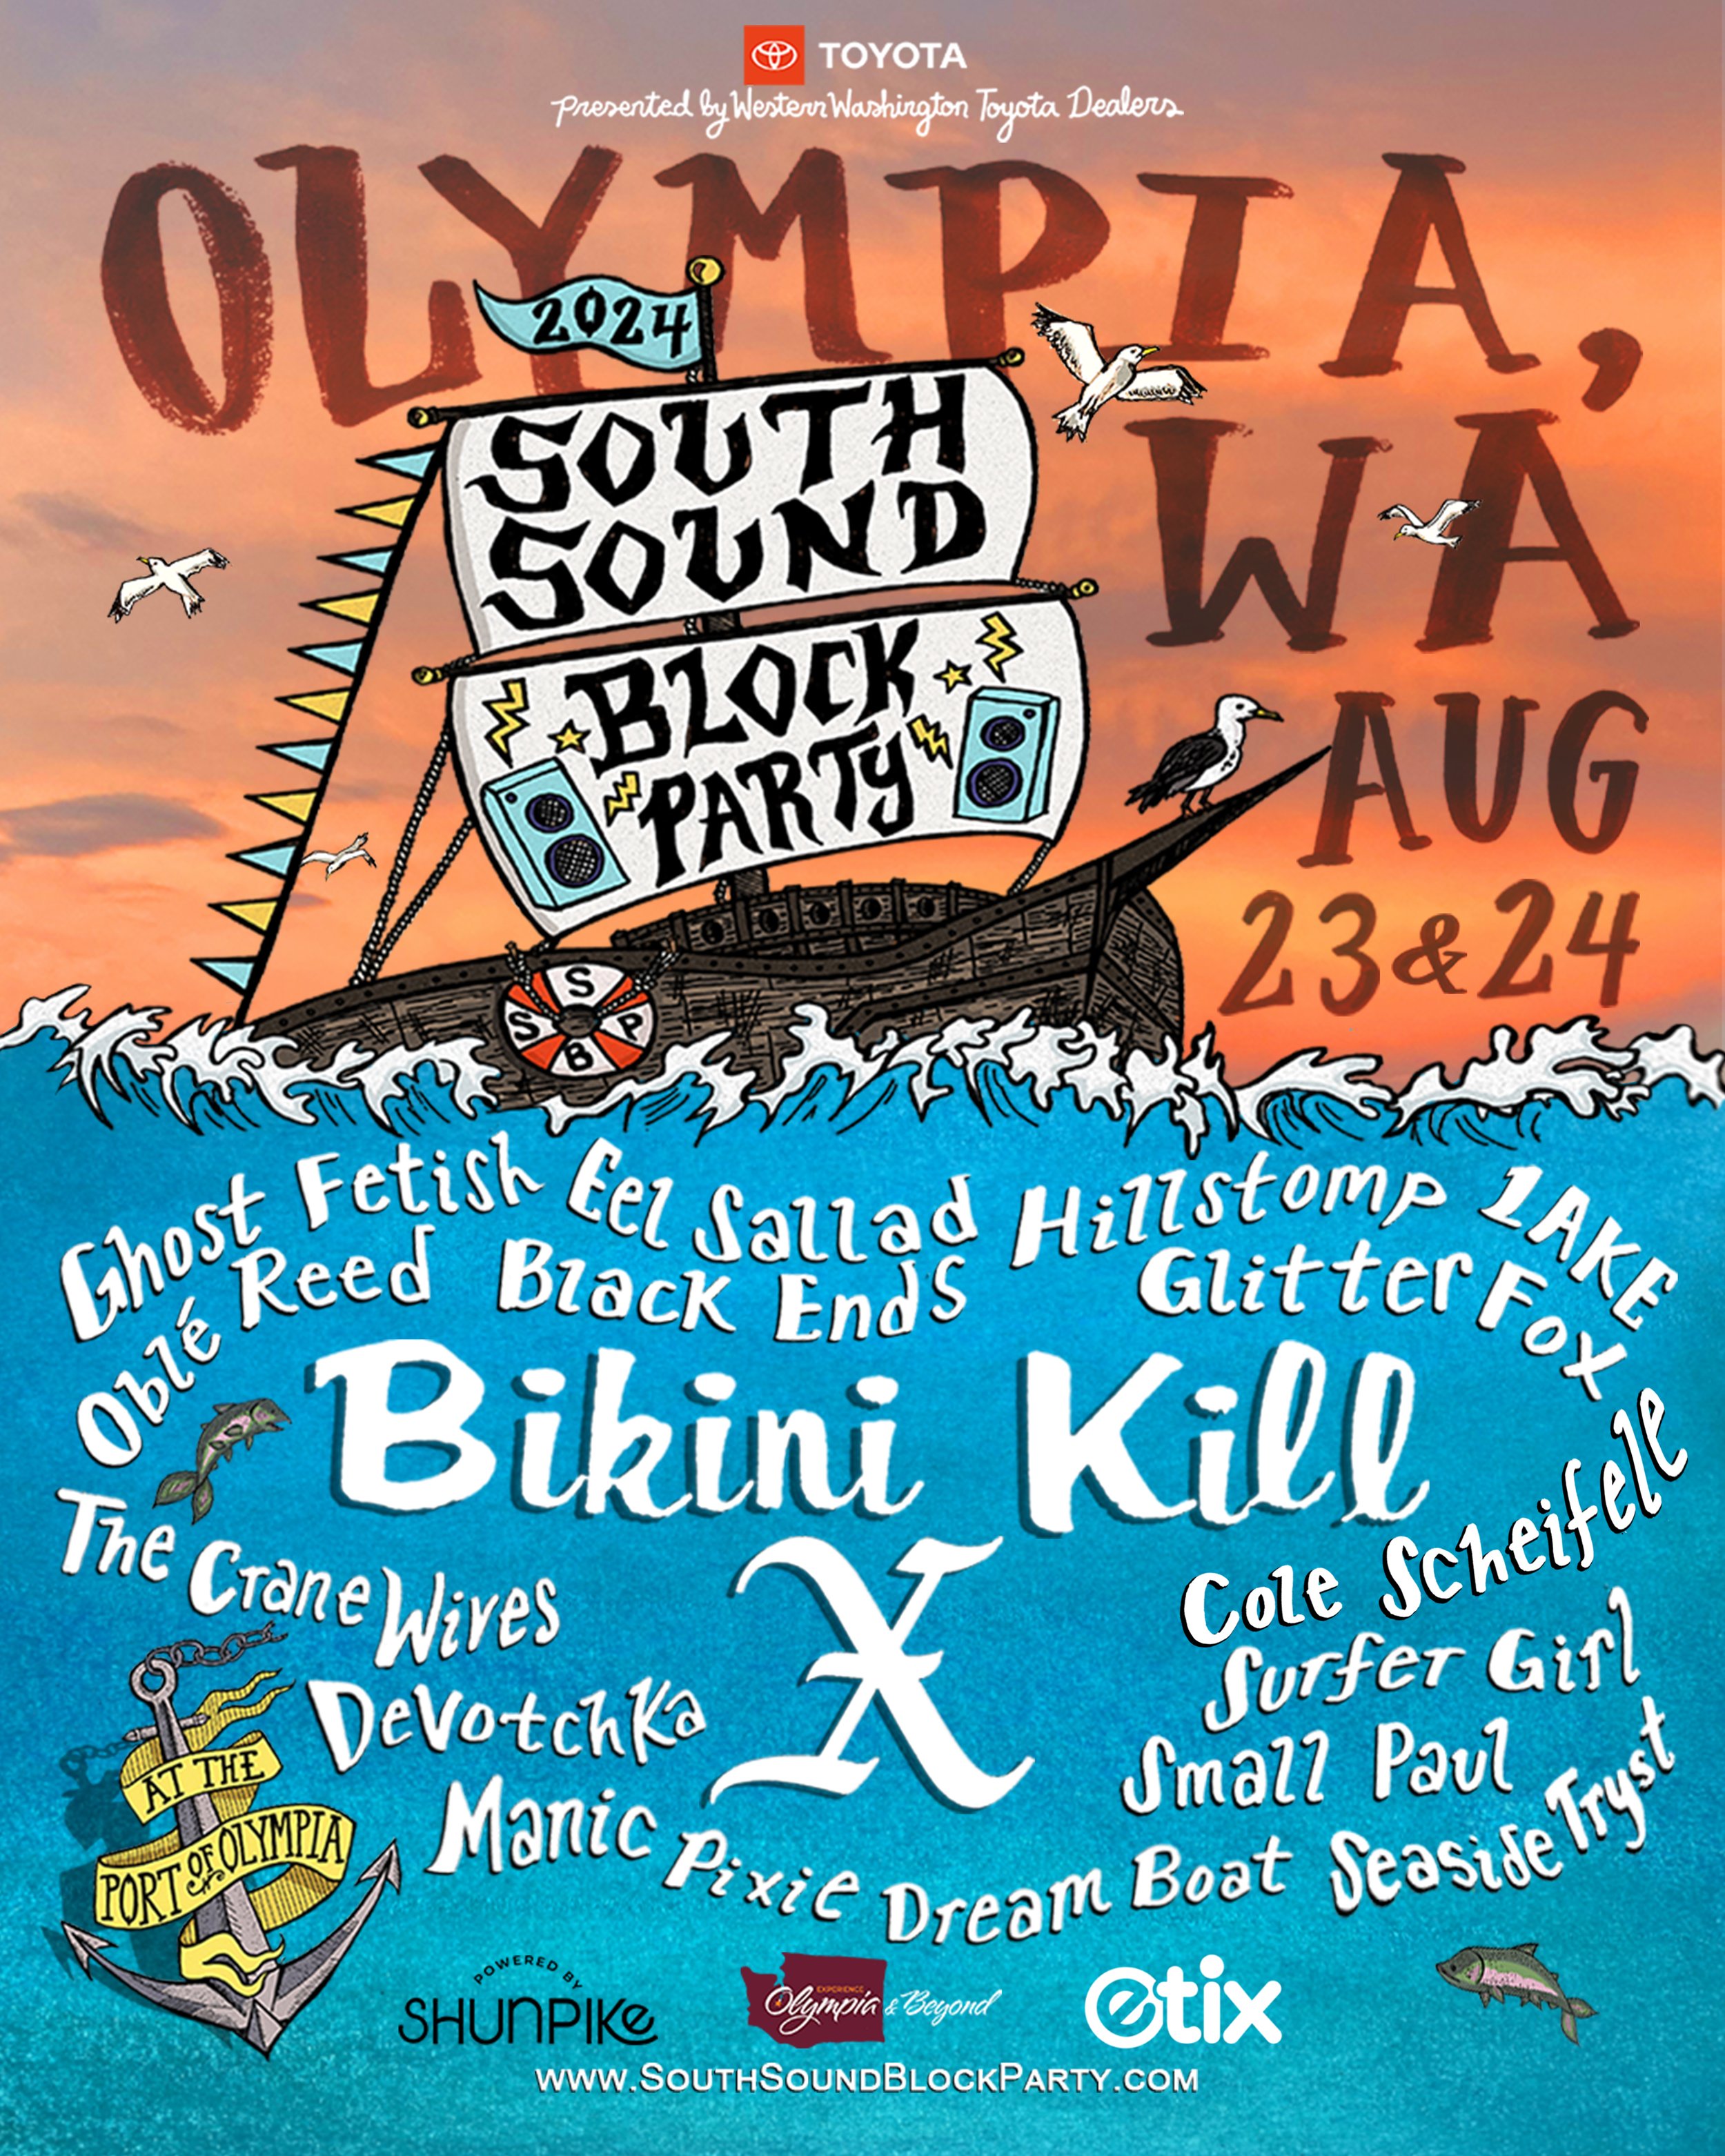 TOYOTA
Presented by Western Washington Toyota Dealers
OLYMPIA,
WA
AUG
23 & 24
2024
SOUTH
SOUND
BLOCK
PARTY
S
S P
B
Ghost Fetish Eel Sallad Hillstomp LAKE
Oblé Reed Black Ends Glitter Fox
Bikini Kill
X
The Crane Wives
Cole Scheifele
DeVotchKa
Surfer Girl
Small Paul
Manic Pixie Dream Boat Seaside Tryst
AT THE
PORT OF OLYMPIA
POWERED BY
SHUNPIKe
EXPERIENCE
Olympia & Beyond
etix
www.SouthSoundBlockParty.com